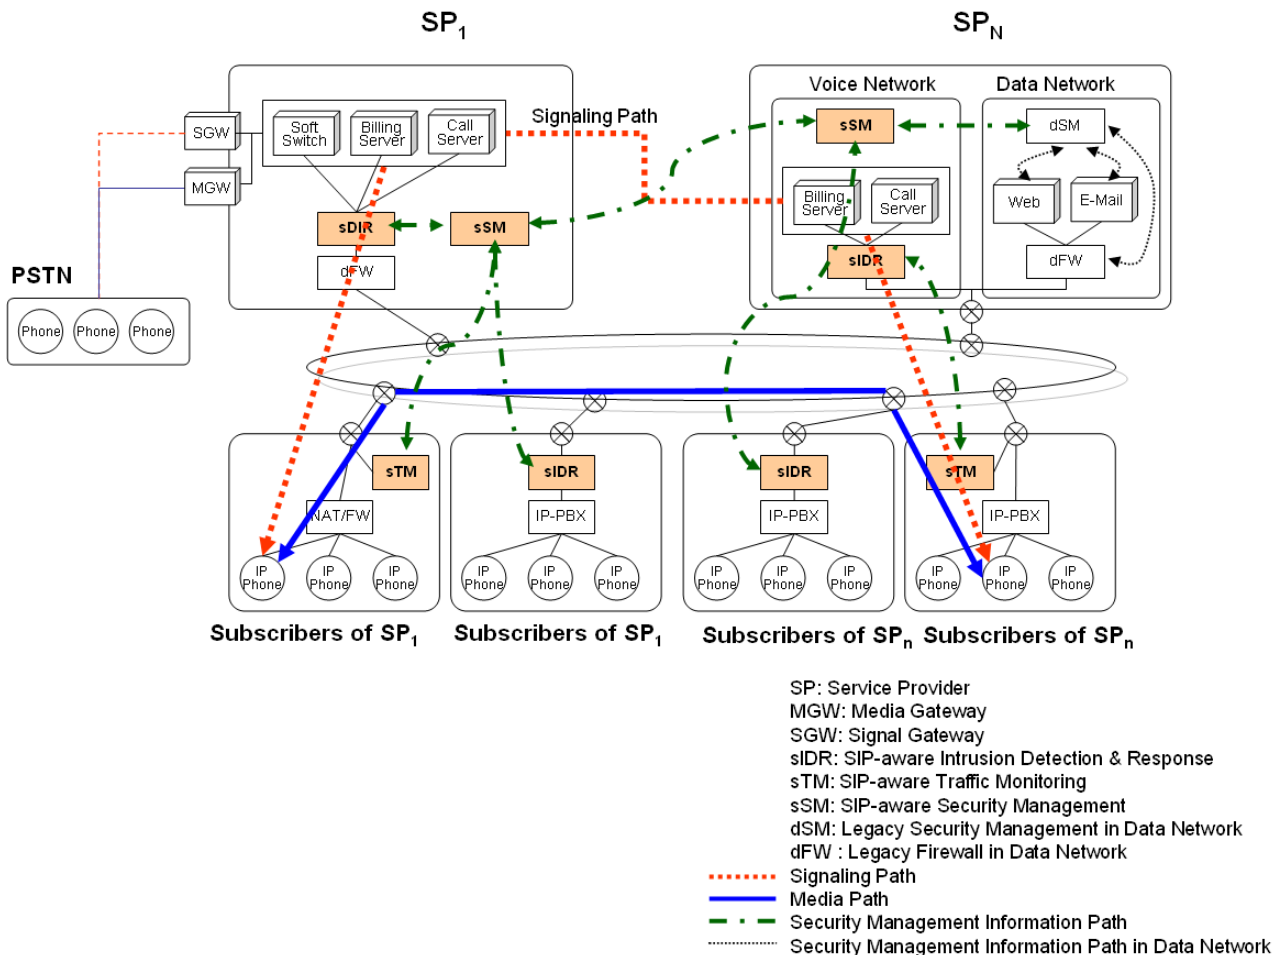 SP1
SPN
Voice Network
Data Network
SGW
MGW
Soft
Switch
Billing
Server
Call
Server
Signaling Path
sSM
dSM
Billing
Server
Call
Server
Web
E-Mail
sDIR
sSM
dFW
sIDR
dFW
PSTN
Phone
Phone
Phone
sTM
sIDR
sIDR
sTM
NAT/FW
IP-PBX
IP-PBX
IP-PBX
IP
Phone
IP
Phone
IP
Phone
IP
Phone
IP
Phone
IP
Phone
IP
Phone
IP
Phone
IP
Phone
IP
Phone
IP
Phone
IP
Phone
Subscribers of SP1
Subscribers of SP1
Subscribers of SPn
Subscribers of SPn
SP: Service Provider
MGW: Media Gateway
SGW: Signal Gateway
sIDR: SIP-aware Intrusion Detection & Response
sTM: SIP-aware Traffic Monitoring
sSM: SIP-aware Security Management
dSM: Legacy Security Management in Data Network
dFW : Legacy Firewall in Data Network
Signaling Path
Media Path
Security Management Information Path
Security Management Information Path in Data Network